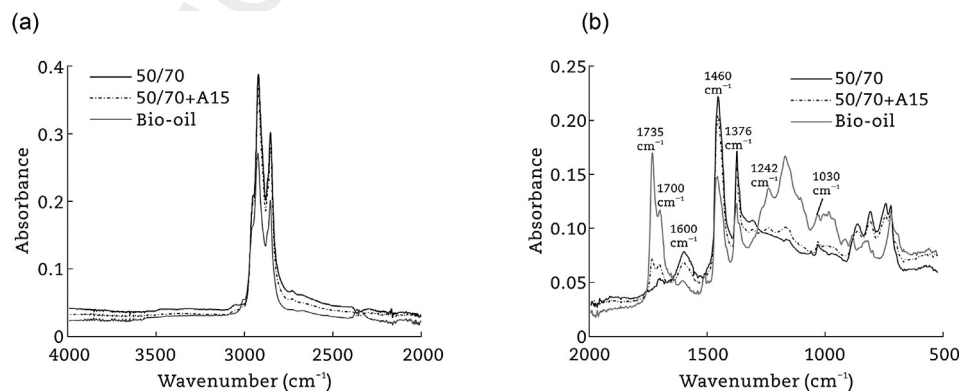 (a)
0.4
0.3
0.2
0.1
0
Absorbance
50/70
50/70+A15
Bio-oil
4000 3500 3000 2500 2000
Wavenumber (cm⁻¹)
(b)
0.25
0.20
0.15
0.10
0.05
0
Absorbance
1735
cm⁻¹
1700
cm⁻¹
1600
cm⁻¹
1460
cm⁻¹
1376
cm⁻¹
1242
cm⁻¹
1030
cm⁻¹
50/70
50/70+A15
Bio-oil
2000 1500 1000 500
Wavenumber (cm⁻¹)